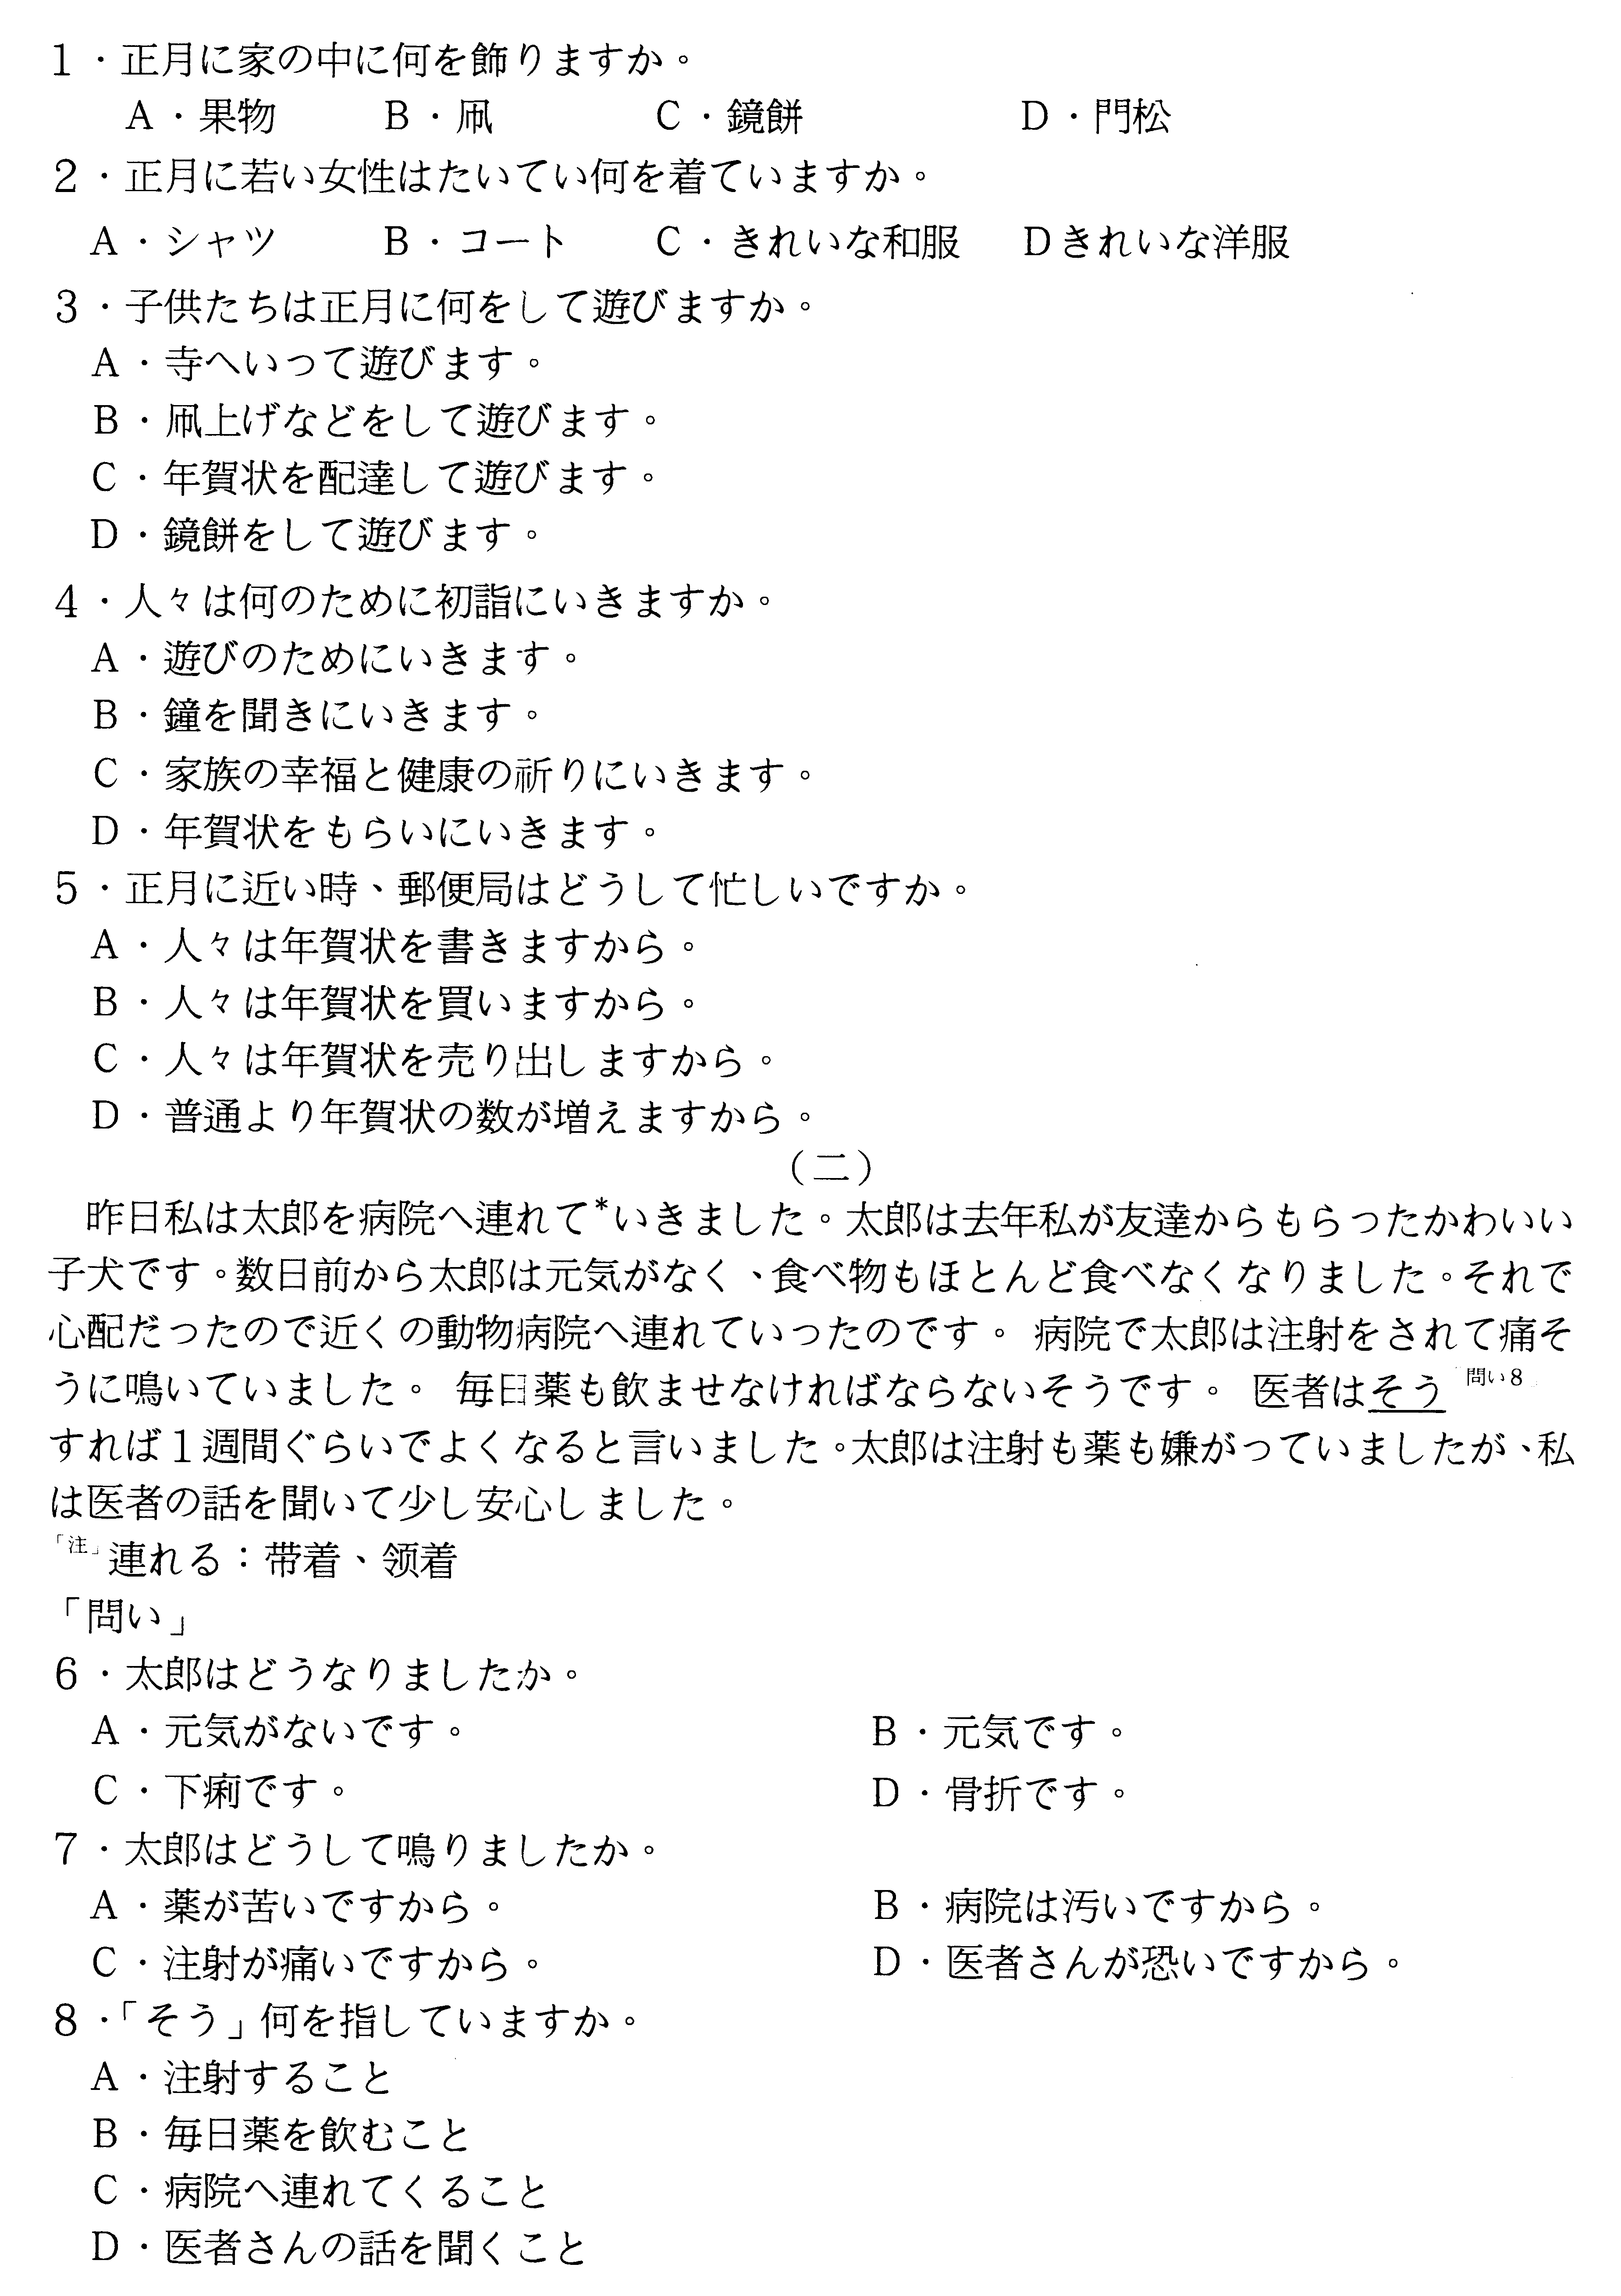 1・正月に家の中に何を飾りますか。
A・果物 B・凧 C・鏡餅 D・門松
2・正月に若い女性はたいてい何を着ていますか。
A・シャツ B・コート C・きれいな和服 Dきれいな洋服
3・子供たちは正月に何をして遊びますか。
A・寺へいって遊びます。
B・凧上げなどをして遊びます。
C・年賀状を配達して遊びます。
D・鏡餅をして遊びます。
4・人々は何のために初詣にいきますか。
A・遊びのためにいきます。
B・鐘を聞きにいきます。
C・家族の幸福と健康の祈りにいきます。
D・年賀状をもらいにいきます。
5・正月に近い時、郵便局はどうして忙しいですか。
A・人々は年賀状を書きますから。
B・人々は年賀状を買いますから。
C・人々は年賀状を売り出しますから。
D・普通より年賀状の数が増えますから。
（二）
昨日私は太郎を病院へ連れて*いきました。太郎は去年私が友達からもらったかわいい
子犬です。数日前から太郎は元気がなく、食べ物もほとんど食べなくなりました。それで
心配だったので近くの動物病院へ連れていったのです。 病院で太郎は注射をされて痛そ
うに鳴いていました。 毎日薬も飲ませなければならないそうです。 医者はそう「問い8
すれば1週間ぐらいでよくなると言いました。太郎は注射も薬も嫌がっていましたが、私
は医者の話を聞いて少し安心しました。
「注」連れる：带着、领着
「問い」
6・太郎はどうなりましたか。
A・元気がないです。 B・元気です。
C・下痢です。 D・骨折です。
7・太郎はどうして鳴りましたか。
A・薬が苦いですから。 B・病院は汚いですから。
C・注射が痛いですから。 D・医者さんが恐いですから。
8・「そう」何を指していますか。
A・注射すること
B・毎日薬を飲むこと
C・病院へ連れてくること
D・医者さんの話を聞くこと